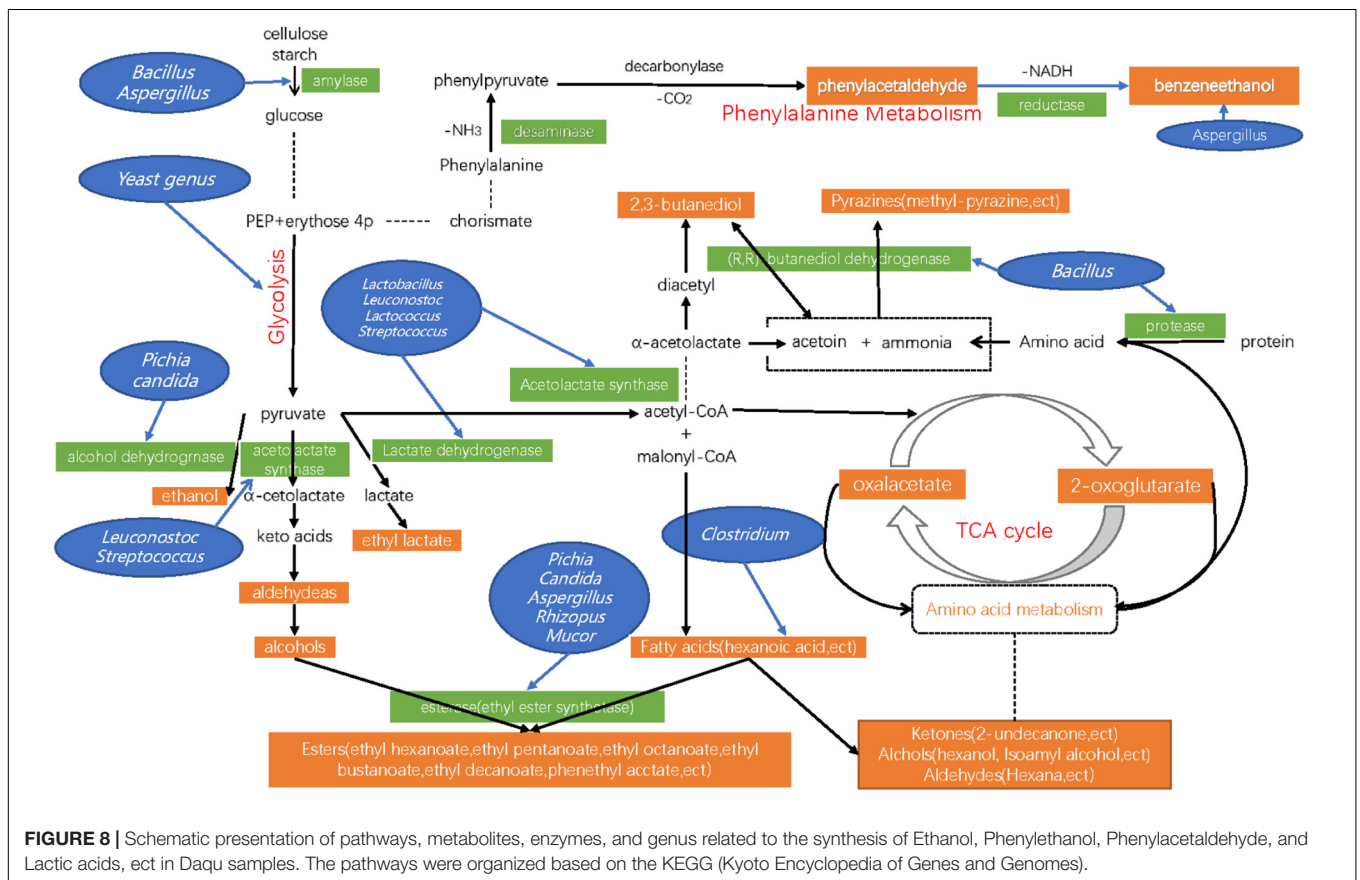 cellulose
starch
Bacillus
Aspergillus
amylase
glucose
phenylpyruvate
decarbonylase
-CO2
phenylacetaldehyde
-NADH
reductase
benzeneethanol
Phenylalanine Metabolism
Aspergillus
-NH3
desaminase
Phenylalanine
Yeast genus
PEP+erythose 4p
chorismate
Glycolysis
2,3-butanediol
Pyrazines(methyl-pyrazine,ect)
(R,R)-butanediol dehydrogenase
Bacillus
diacetyl
protease
Lactobacillus
Leuconostoc
Lactococcus
Streptococcus
α-acetolactate
acetoin + ammonia
Amino acid
protein
Pichia
candida
Acetolactate synthase
pyruvate
acetyl-CoA
+
malonyl-CoA
alcohol dehydrogrnase
acetolactate
synthase
Lactate dehydrogenase
ethanol
α-cetolactate
lactate
oxalacetate
2-oxoglutarate
TCA cycle
Leuconostoc
Streptococcus
keto acids
ethyl lactate
Clostridium
aldehydeas
Pichia
Candida
Aspergillus
Rhizopus
Mucor
Amino acid metabolism
alcohols
Fatty acids(hexanoic acid,ect)
esterase(ethyl ester synthetase)
Esters(ethyl hexanoate,ethyl pentanoate,ethyl octanoate,ethyl
bustanoate,ethyl decanoate,phenethyl acctate,ect)
Ketones(2-undecanone,ect)
Alchols(hexanol, Isoamyl alcohol,ect)
Aldehydes(Hexana,ect)
FIGURE 8 | Schematic presentation of pathways, metabolites, enzymes, and genus related to the synthesis of Ethanol, Phenylethanol, Phenylacetaldehyde, and
Lactic acids, ect in Daqu samples. The pathways were organized based on the KEGG (Kyoto Encyclopedia of Genes and Genomes).